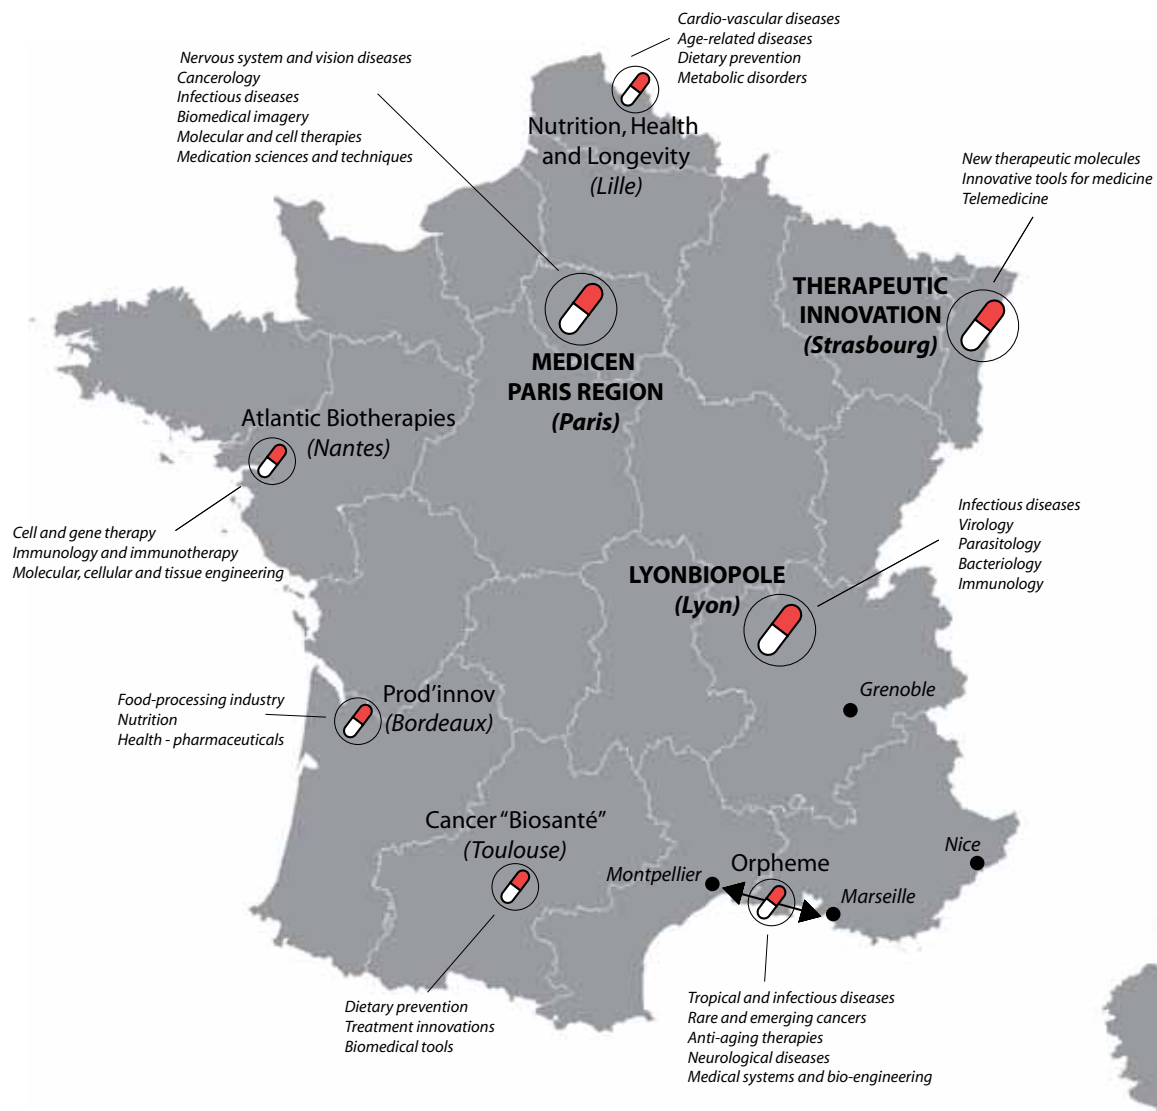 Cardio-vascular diseases
Age-related diseases
Dietary prevention
Metabolic disorders
Nervous system and vision diseases
Cancerology
Infectious diseases
Biomedical imagery
Molecular and cell therapies
Medication sciences and techniques
Nutrition, Health
and Longevity
(Lille)
New therapeutic molecules
Innovative tools for medicine
Telemedicine
THERAPEUTIC
INNOVATION
(Strasbourg)
MEDICEN
PARIS REGION
(Paris)
Atlantic Biotherapies
(Nantes)
Cell and gene therapy
Immunology and immunotherapy
Molecular, cellular and tissue engineering
Infectious diseases
Virology
Parasitology
Bacteriology
Immunology
LYONBIOPOLE
(Lyon)
Grenoble
Food-processing industry
Nutrition
Health - pharmaceuticals
Prod'innov
(Bordeaux)
Cancer “Biosanté”
(Toulouse)
Dietary prevention
Treatment innovations
Biomedical tools
Montpellier
Orpheme
Marseille
Nice
Tropical and infectious diseases
Rare and emerging cancers
Anti-aging therapies
Neurological diseases
Medical systems and bio-engineering